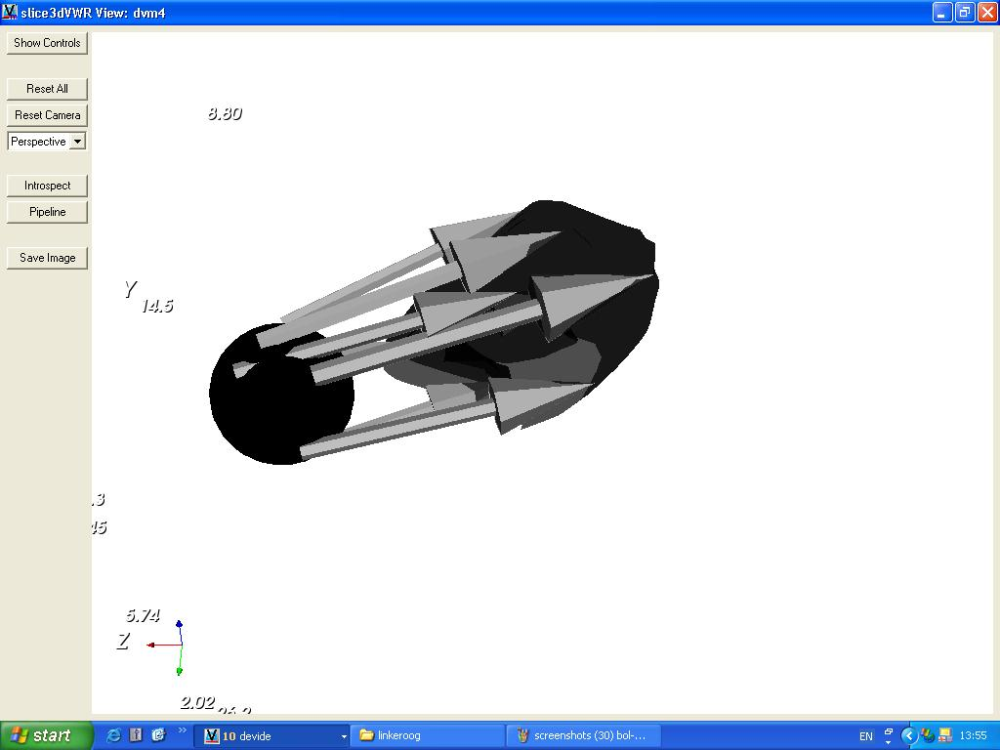 slice3dVWR View: dvm4
Show Controls
Reset All
Reset Camera
Perspective
Introspect
Pipeline
Save Image
8.80
Y
14.5
.3
45
5.74
Z
2.02
start
10 devide
linkeroog
screenshots (30) bol-...
EN
13:55